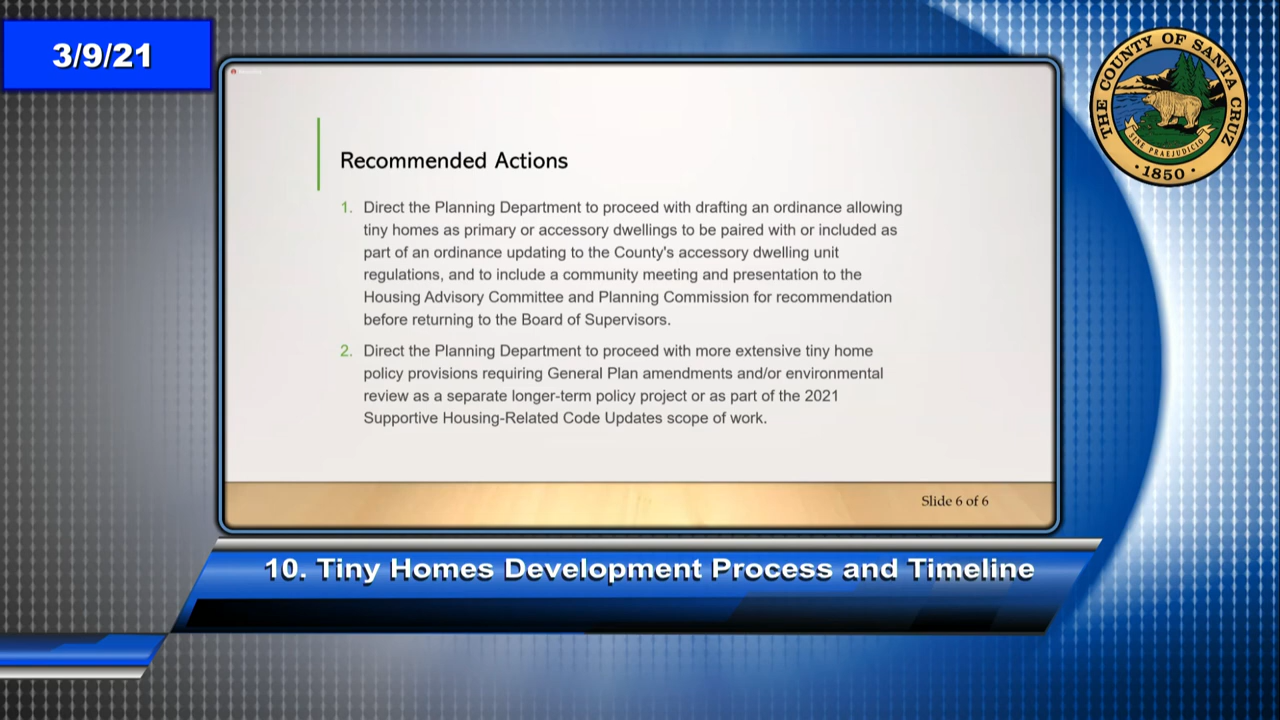 3/9/21
THE COUNTY OF SANTA CRUZ
SINE PRAEJUDICIO
• 1850 •
Recommended Actions
1. Direct the Planning Department to proceed with drafting an ordinance allowing
tiny homes as primary or accessory dwellings to be paired with or included as
part of an ordinance updating to the County's accessory dwelling unit
regulations, and to include a community meeting and presentation to the
Housing Advisory Committee and Planning Commission for recommendation
before returning to the Board of Supervisors.
2. Direct the Planning Department to proceed with more extensive tiny home
policy provisions requiring General Plan amendments and/or environmental
review as a separate longer-term policy project or as part of the 2021
Supportive Housing-Related Code Updates scope of work.
Slide 6 of 6
10. Tiny Homes Development Process and Timeline